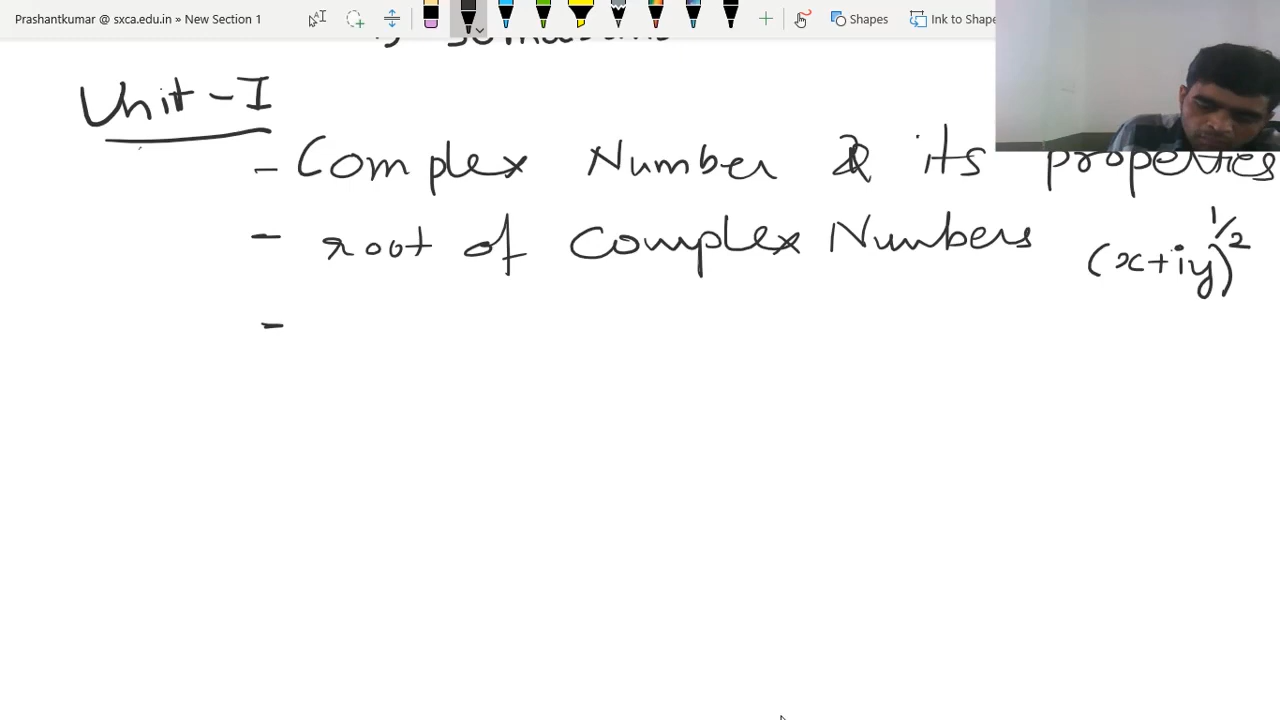 Prashantkumar @ sxca.edu.in » New Section 1
Shapes
Ink to Shape
Unit-I
- Complex Number & its properties
- root of Complex Numbers (x+iy)^1/2
-